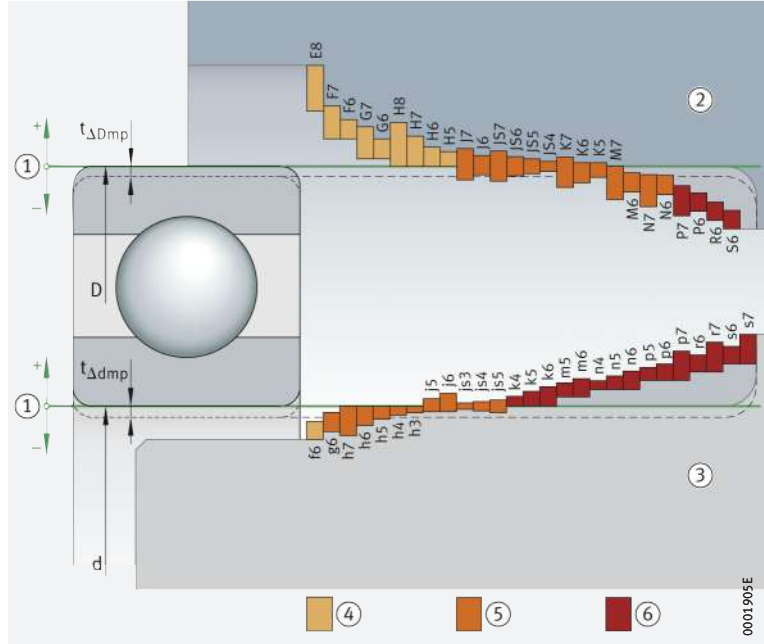 E8
F7
F6
G7
G6
H8
H7
H6
H5
J7
J6
JS7
JS6
JS5
JS4
K7
K6
K5
M7
M6
N7
N6
P7
P6
R6
S6
2
+
t∆Dmp
1
−
D
+
t∆dmp
1
−
d
f6
g6
h7
h6
h5
h4
h3
j5
j6
js3
js4
js5
k4
k5
k6
m5
m6
n4
n5
n6
p5
p6
p7
r6
r7
s6
s7
3
4
5
6
0001905E